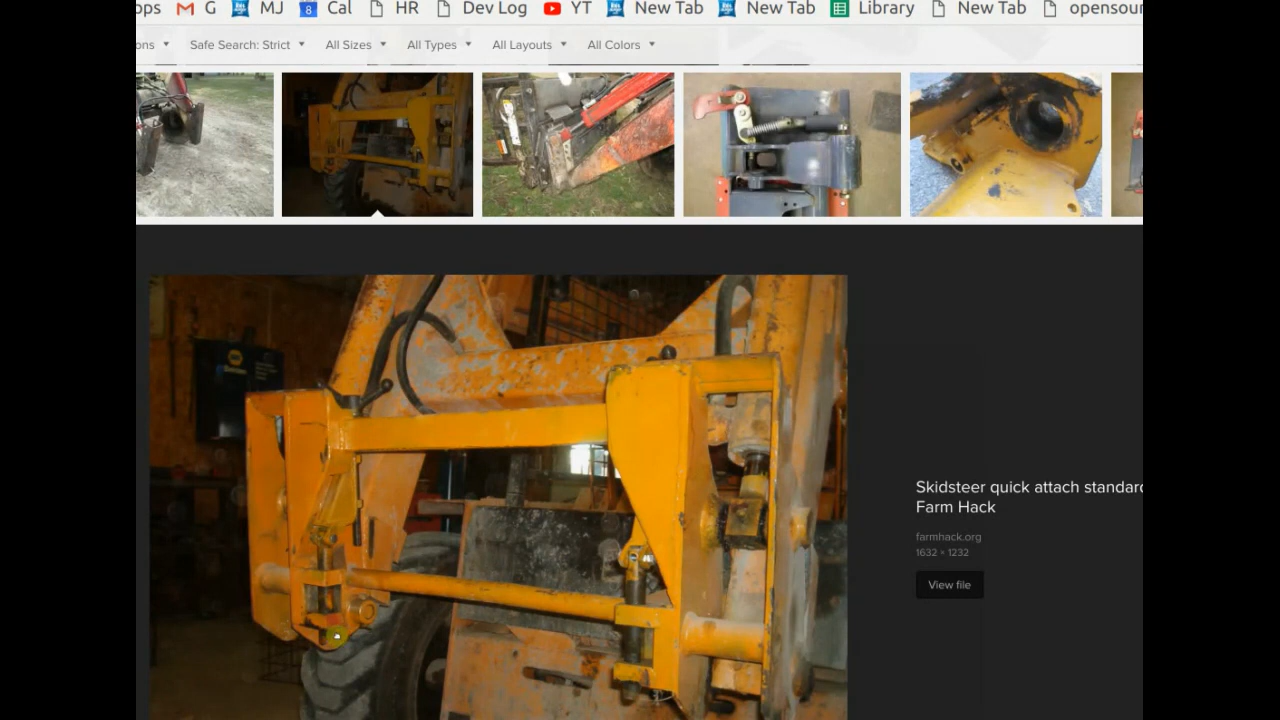 ops G MJ 8 Cal HR Dev Log YT New Tab New Tab Library New Tab opensour
ons Safe Search: Strict All Sizes All Types All Layouts All Colors
NAPA
Skidsteer quick attach standard
Farm Hack
farmhack.org
1632 × 1232
View file